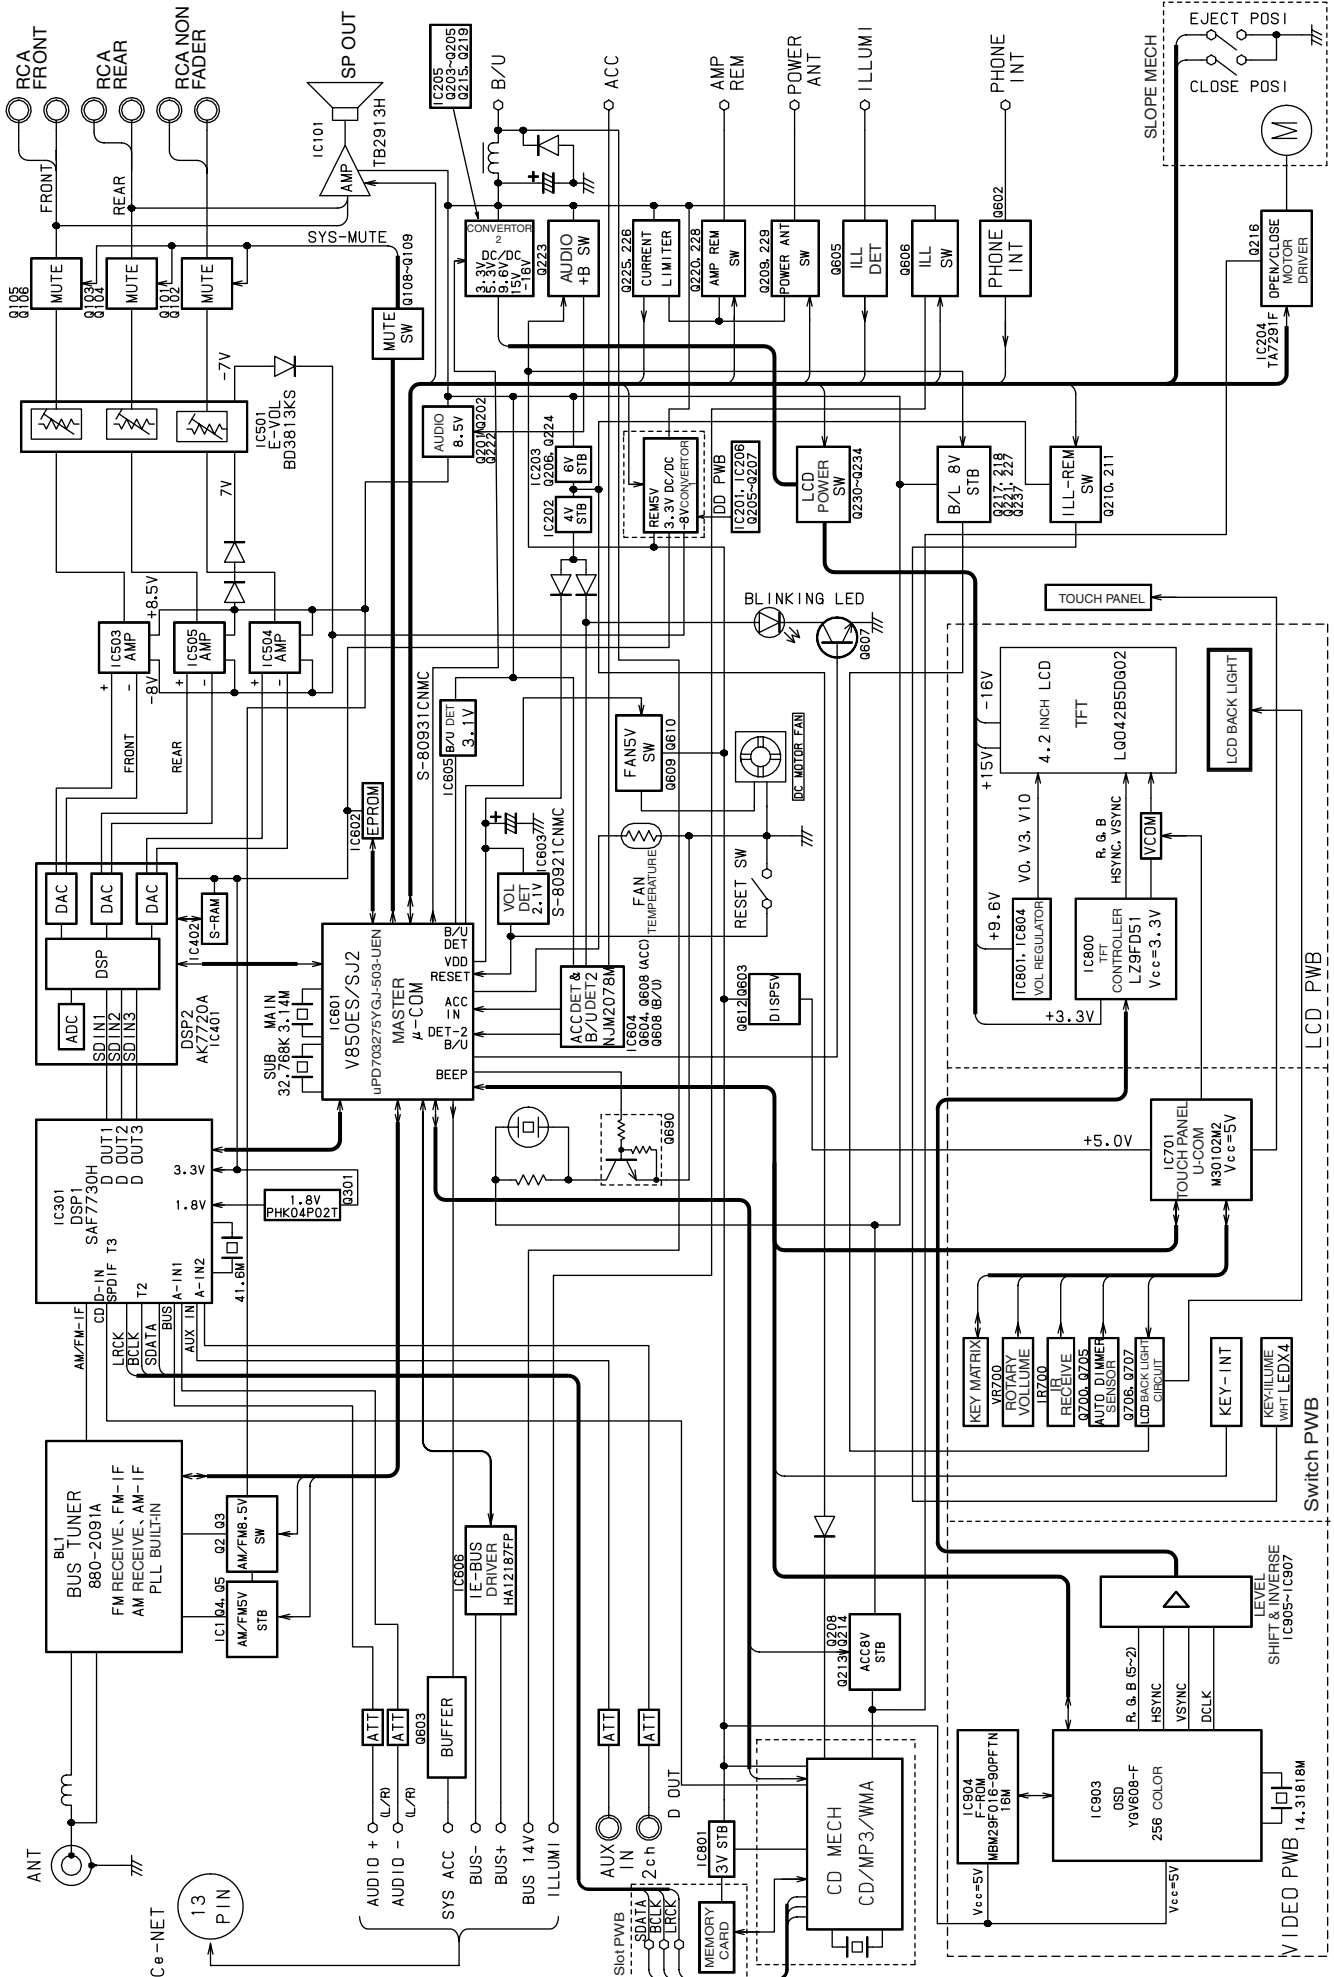 RCA
FRONT
RCA
REAR
RCA NON
FADER
SP OUT
IC101
AMP
TB2913H
FRONT
REAR
SYS-MUTE
Q105
Q106
MUTE
Q103
Q104
MUTE
Q101
Q102
MUTE
MUTE
SW
Q108~Q109
-7V
7V
IC501
E-VOL
BD3813KS
IC503
AMP
IC505
AMP
IC504
AMP
+8.5V
-8V
+
-
+
-
+
-
FRONT
REAR
DAC
DAC
DAC
DSP
ADC
SDIN1
SDIN2
SDIN3
DSP2
AK7720A
IC401
IC402
S-RAM
IC301
DSP1
SAF7730H
D OUT1
D OUT2
D OUT3
3.3V
1.8V
1.8V
PHK04P02T
Q301
41.6M
CD D-IN
SPDIF T3
T2
A-IN1
A-IN2
AM/FM-IF
LRCK
BCLK
SDATA
BUS
AUX IN
BL1
BUS TUNER
880-2091A
FM RECEIVE, FM-IF
AM RECEIVE, AM-IF
PLL BUILT-IN
Q2 Q3
AM/FM8.5V
SW
IC1 Q4, Q5
AM/FM5V
STB
ANT
Ce-NET
13
PIN
AUDIO +
(L/R)
AUDIO -
(L/R)
SYS ACC
BUS-
BUS+
BUS 14V
ILLUMI
ATT
ATT
Q603
BUFFER
IC606
IE-BUS
DRIVER
HA12187FP
AUX
IN
2ch
ATT
ATT
D OUT
Slot PWB
SDATA
BCLK
LRCK
MEMORY
CARD
IC801
3V STB
CD MECH
CD/MP3/WMA
Q208
Q213 Q214
ACC8V
STB
SUB MAIN
32.768K 3.14M
IC601
V850ES/SJ2
uPD703275YGJ-503-UEN
MASTER
μ-COM
B/U
DET
VDD
RESET
ACC
IN
DET-2
B/U
BEEP
IC602
EPROM
S-80931CNMC
IC605
B/U DET
3.1V
VOL
DET
2.1V
IC603
S-80921CNMC
ACC DET &
B/U DET2
NJM2078M
IC604
Q604, Q608 (ACC)
Q608 (B/U)
Q690
FAN5V
SW
Q609 Q610
DC MOTOR FAN
FAN
TEMPERATURE
RESET SW
BLINKING LED
Q607
Q612 Q603
DISP5V
AUDIO
8.5V
Q201 Q202
Q222
IC203
Q206, Q224
6V
STB
IC202
4V
STB
REM5V
3.3V DC/DC
-8V CONVERTOR
1
DD PWB
IC201, IC206
Q205~Q207
IC205
Q203~Q205
Q215, Q219
CONVERTOR
2
DC/DC
3.3V
5.3V
9.6V
15V
-16V
Q223
AUDIO
+B SW
Q225, 226
CURRENT
LIMITER
Q220, 228
AMP REM
SW
Q209, 229
POWER ANT
SW
Q605
ILL
DET
Q606
ILL
SW
Q602
PHONE
INT
B/U
ACC
AMP
REM
POWER
ANT
ILLUMI
PHONE
INT
LCD
POWER
SW
Q230~Q234
B/L 8V
STB
Q217, 218
Q221, 227
Q237
ILL-REM
SW
Q210, 211
Q216
OPEN/CLOSE
MOTOR
DRIVER
IC204
TA7291F
SLOPE MECH
EJECT POSI
CLOSE POSI
M
TOUCH PANEL
LCD BACK LIGHT
-16V
+15V
4.2 INCH LCD
TFT
LQ042B5DG02
V0, V3, V10
R, G, B
HSYNC, VSYNC
VCOM
+9.6V
IC801, IC804
VOL REGULATOR
IC800
TFT
CONTROLLER
LZ9FD51
Vcc=3.3V
+3.3V
LCD PWB
+5.0V
IC701
TOUCH PANEL
U-COM
M30102M2
Vcc=5V
KEY MATRIX
VR700
ROTARY
VOLLUME
IR700
IR
RECEIVE
Q700, Q705
AUTO DIMMER
SENSOR
Q706, Q707
LCD BACK LIGHT
CIRCUIT
KEY-INT
KEY-ILLUME
WHT LEDX4
Switch PWB
LEVEL
SHIFT & INVERSE
IC905~IC907
R, G, B (5~2)
HSYNC
VSYNC
DCLK
IC904
F-ROM
MBM29F016-90PFTN
16M
IC903
OSD
YGV608-F
256 COLOR
Vcc=5V
Vcc=5V
14.31818M
VIDEO PWB